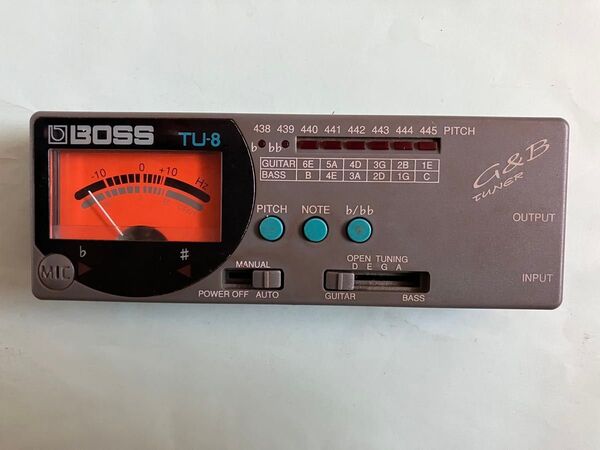 BOSS
TU-8
438 439 440 441 442 443 444 445 PITCH
♭ ♭♭
GUITAR 6E 5A 4D 3G 2B 1E
BASS B 4E 3A 2D 1G C
-10 0 +10 Hz
♭ #
MIC
PITCH NOTE ♭/♭♭
G&B
TUNER
OUTPUT
INPUT
MANUAL
POWER OFF AUTO
OPEN TUNING
D E G A
GUITAR BASS